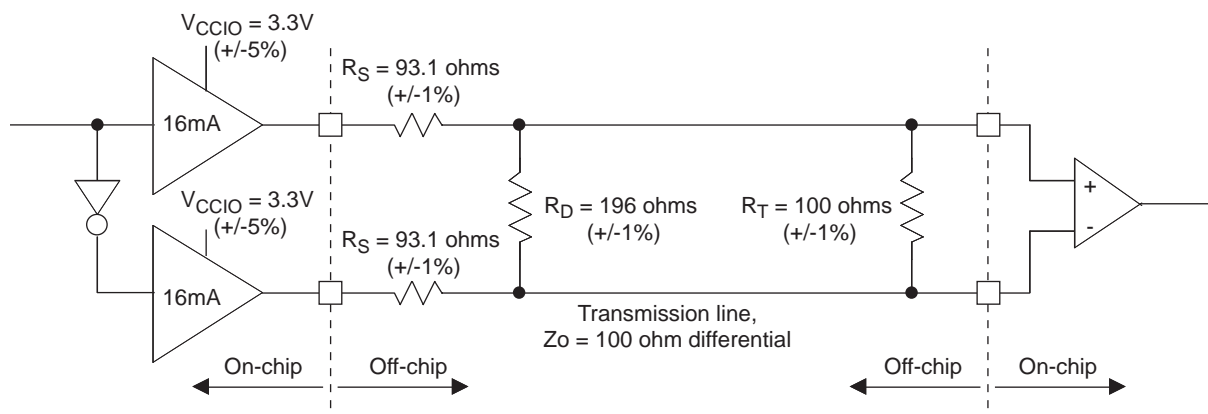 VCCIO = 3.3V
(+/-5%)
RS = 93.1 ohms
(+/-1%)
16mA
VCCIO = 3.3V
(+/-5%)
RD = 196 ohms
(+/-1%)
RT = 100 ohms
(+/-1%)
+
-
RS = 93.1 ohms
(+/-1%)
16mA
Transmission line,
Zo = 100 ohm differential
On-chip
Off-chip
Off-chip
On-chip